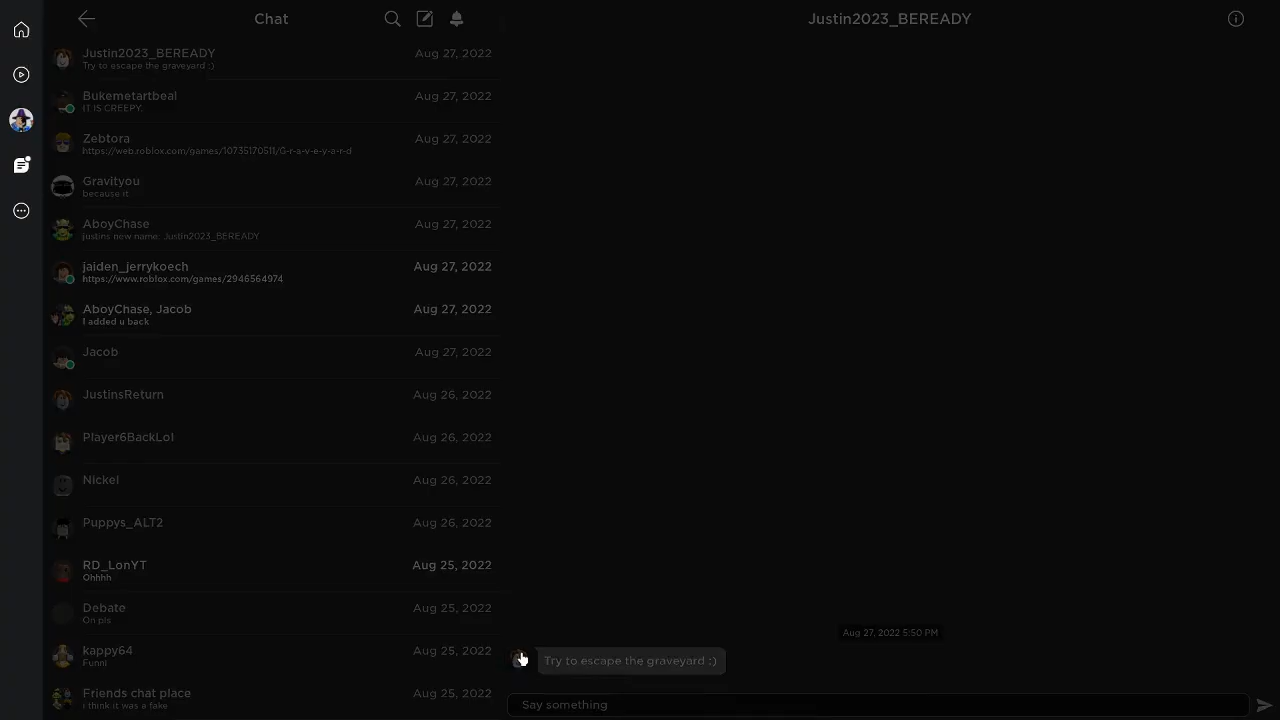 Chat
Justin2023_BEREADY
Justin2023_BEREADY Aug 27, 2022
Try to escape the graveyard ;)
Bukemetartbeal Aug 27, 2022
IT IS CREEPY.
Zebtora Aug 27, 2022
https://web.roblox.com/games/10735170511/G-r-a-v-e-y-a-r-d
Gravityou Aug 27, 2022
because it
AboyChase Aug 27, 2022
justins new name: Justin2023_BEREADY
jaiden_jerrykoech Aug 27, 2022
https://www.roblox.com/games/2946564974
AboyChase, Jacob Aug 27, 2022
I added u back
Jacob Aug 27, 2022
JustinsReturn Aug 26, 2022
Player6BackLol Aug 26, 2022
Nickel Aug 26, 2022
Puppys_ALT2 Aug 26, 2022
RD_LonYT Aug 25, 2022
Ohhhh
Debate Aug 25, 2022
On pls
kappy64 Aug 25, 2022
Funni
Friends chat place Aug 25, 2022
i think it was a fake
Aug 27, 2022 5:50 PM
Try to escape the graveyard ;)
Say something